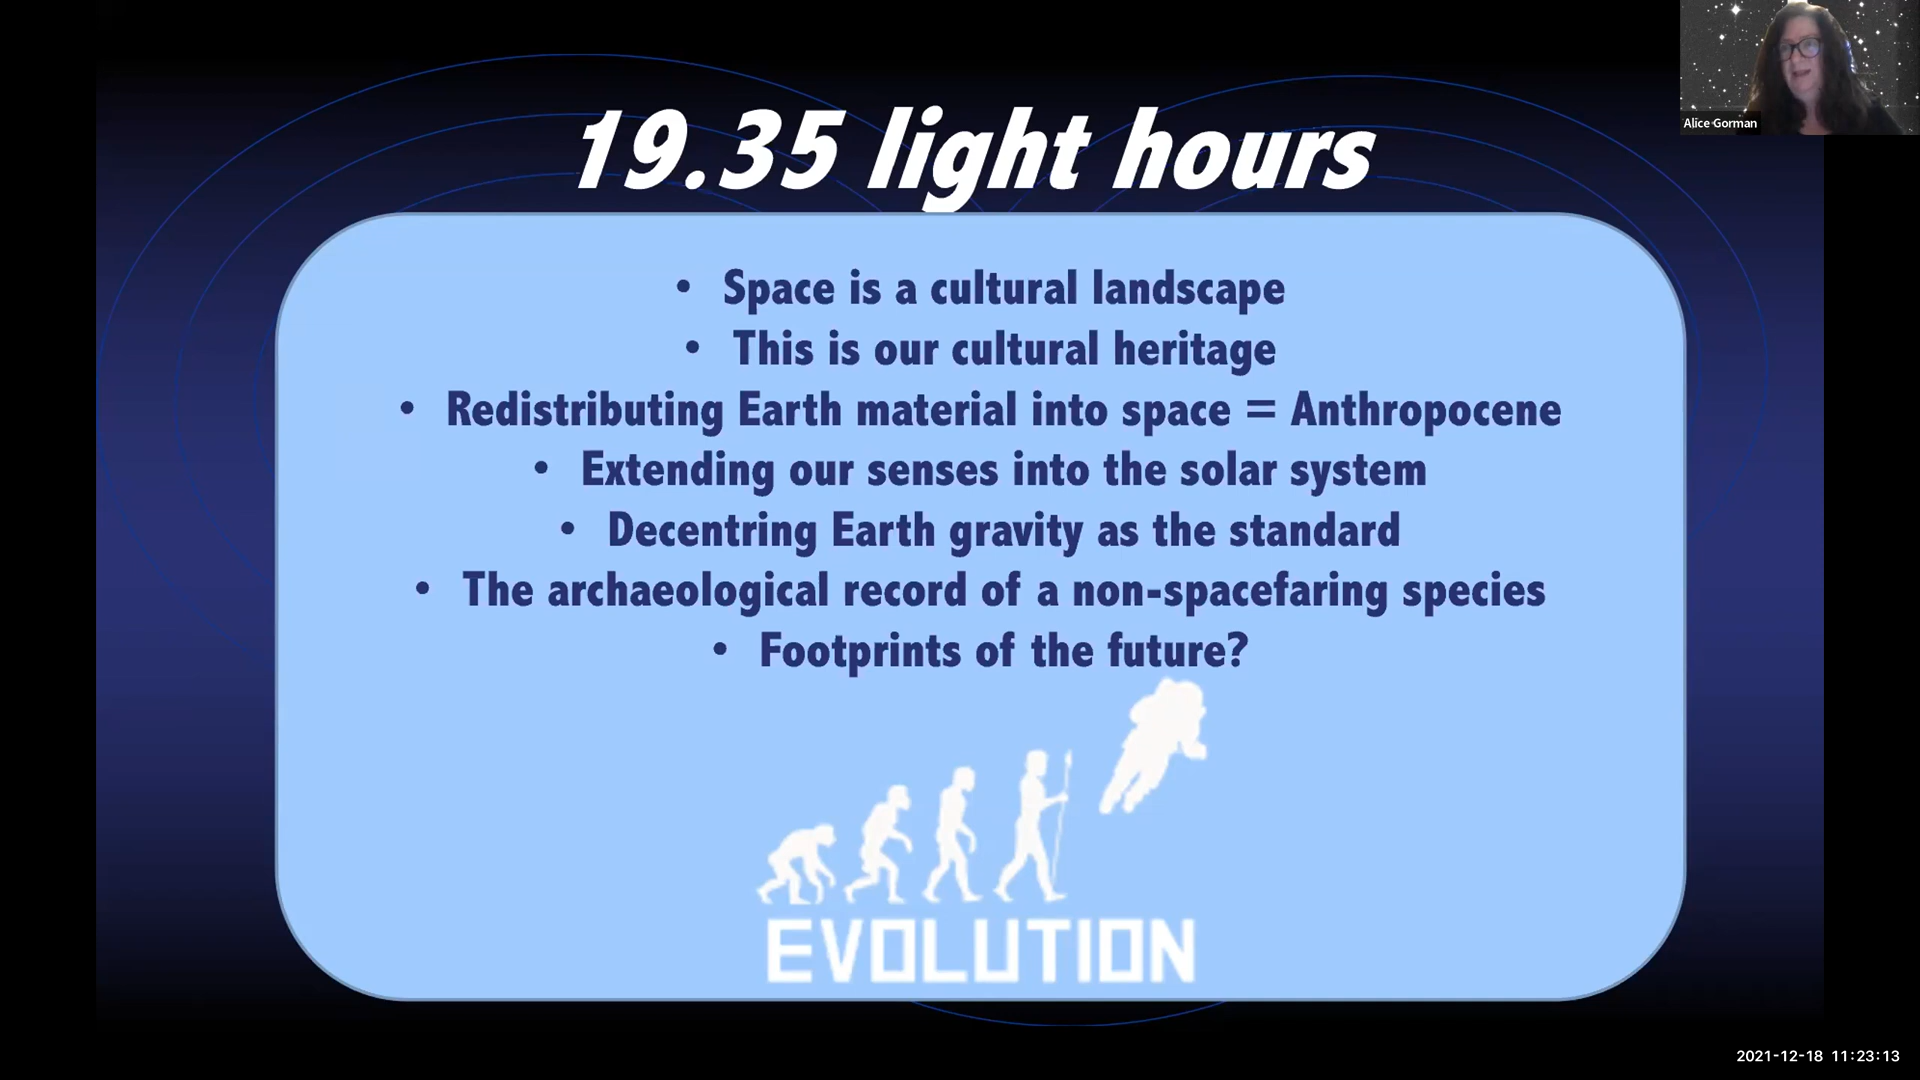 Alice Gorman
19.35 light hours
• Space is a cultural landscape
• This is our cultural heritage
• Redistributing Earth material into space = Anthropocene
• Extending our senses into the solar system
• Decentring Earth gravity as the standard
• The archaeological record of a non-spacefaring species
• Footprints of the future?
EVOLUTION
2021-12-18 11:23:13